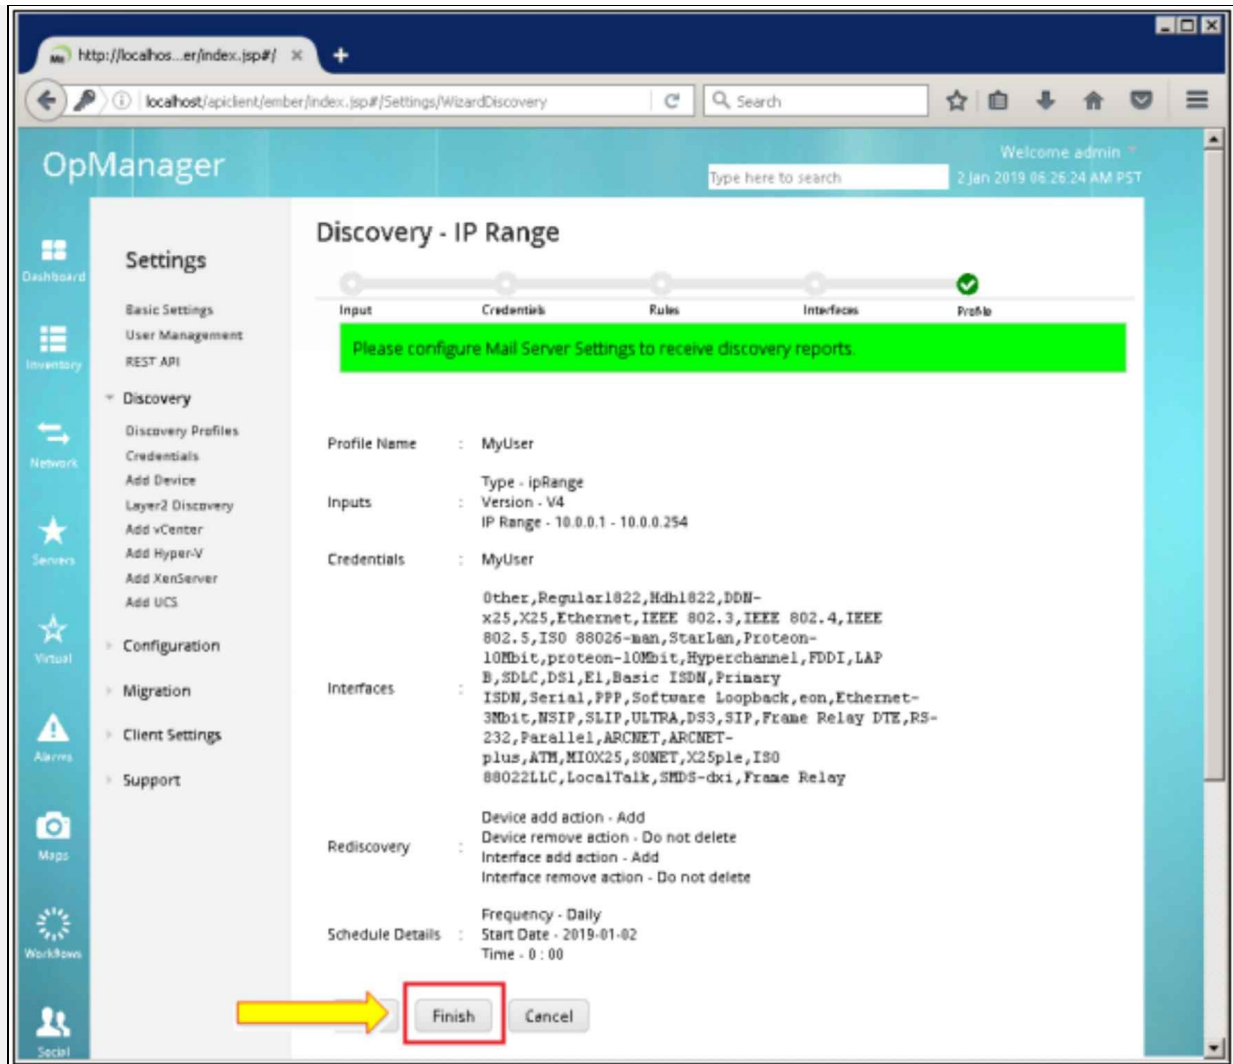 http://localhos...er/index.jsp#/
localhost/apiclient/ember/index.jsp#/Settings/WizardDiscovery
Search
OpManager
Welcome admin
Type here to search
2 Jan 2019 06:26:24 AM PST
Dashboard
Inventory
Network
Servers
Virtual
Alarms
Maps
Workflows
Social
Settings
Basic Settings
User Management
REST API
Discovery
Discovery Profiles
Credentials
Add Device
Layer2 Discovery
Add vCenter
Add Hyper-V
Add XenServer
Add UCS
Configuration
Migration
Client Settings
Support
Discovery - IP Range
Input Credentials Rules Interfaces Profile
Please configure Mail Server Settings to receive discovery reports.
Profile Name : MyUser
Inputs :
Type - ipRange
Version - V4
IP Range - 10.0.0.1 - 10.0.0.254
Credentials : MyUser
Interfaces :
Other,Regular1822,Hdh1822,DDN-
x25,X25,Ethernet,IEEE 802.3,IEEE 802.4,IEEE
802.5,ISO 88026-man,StarLan,Proteon-
10Mbit,proteon-10Mbit,Hyperchannel,FDDI,LAP
B,SDLC,DS1,E1,Basic ISDN,Primary
ISDN,Serial,PPP,Software Loopback,eon,Ethernet-
3Mbit,NSIP,SLIP,ULTRA,DS3,SIP,Frame Relay DTE,RS-
232,Parallel,ARCNET,ARCNET-
plus,ATM,MIOX25,SONET,X25ple,ISO
88022LLC,LocalTalk,SMDS-dxi,Frame Relay
Rediscovery :
Device add action - Add
Device remove action - Do not delete
Interface add action - Add
Interface remove action - Do not delete
Schedule Details :
Frequency - Daily
Start Date - 2019-01-02
Time - 0 : 00
Finish
Cancel